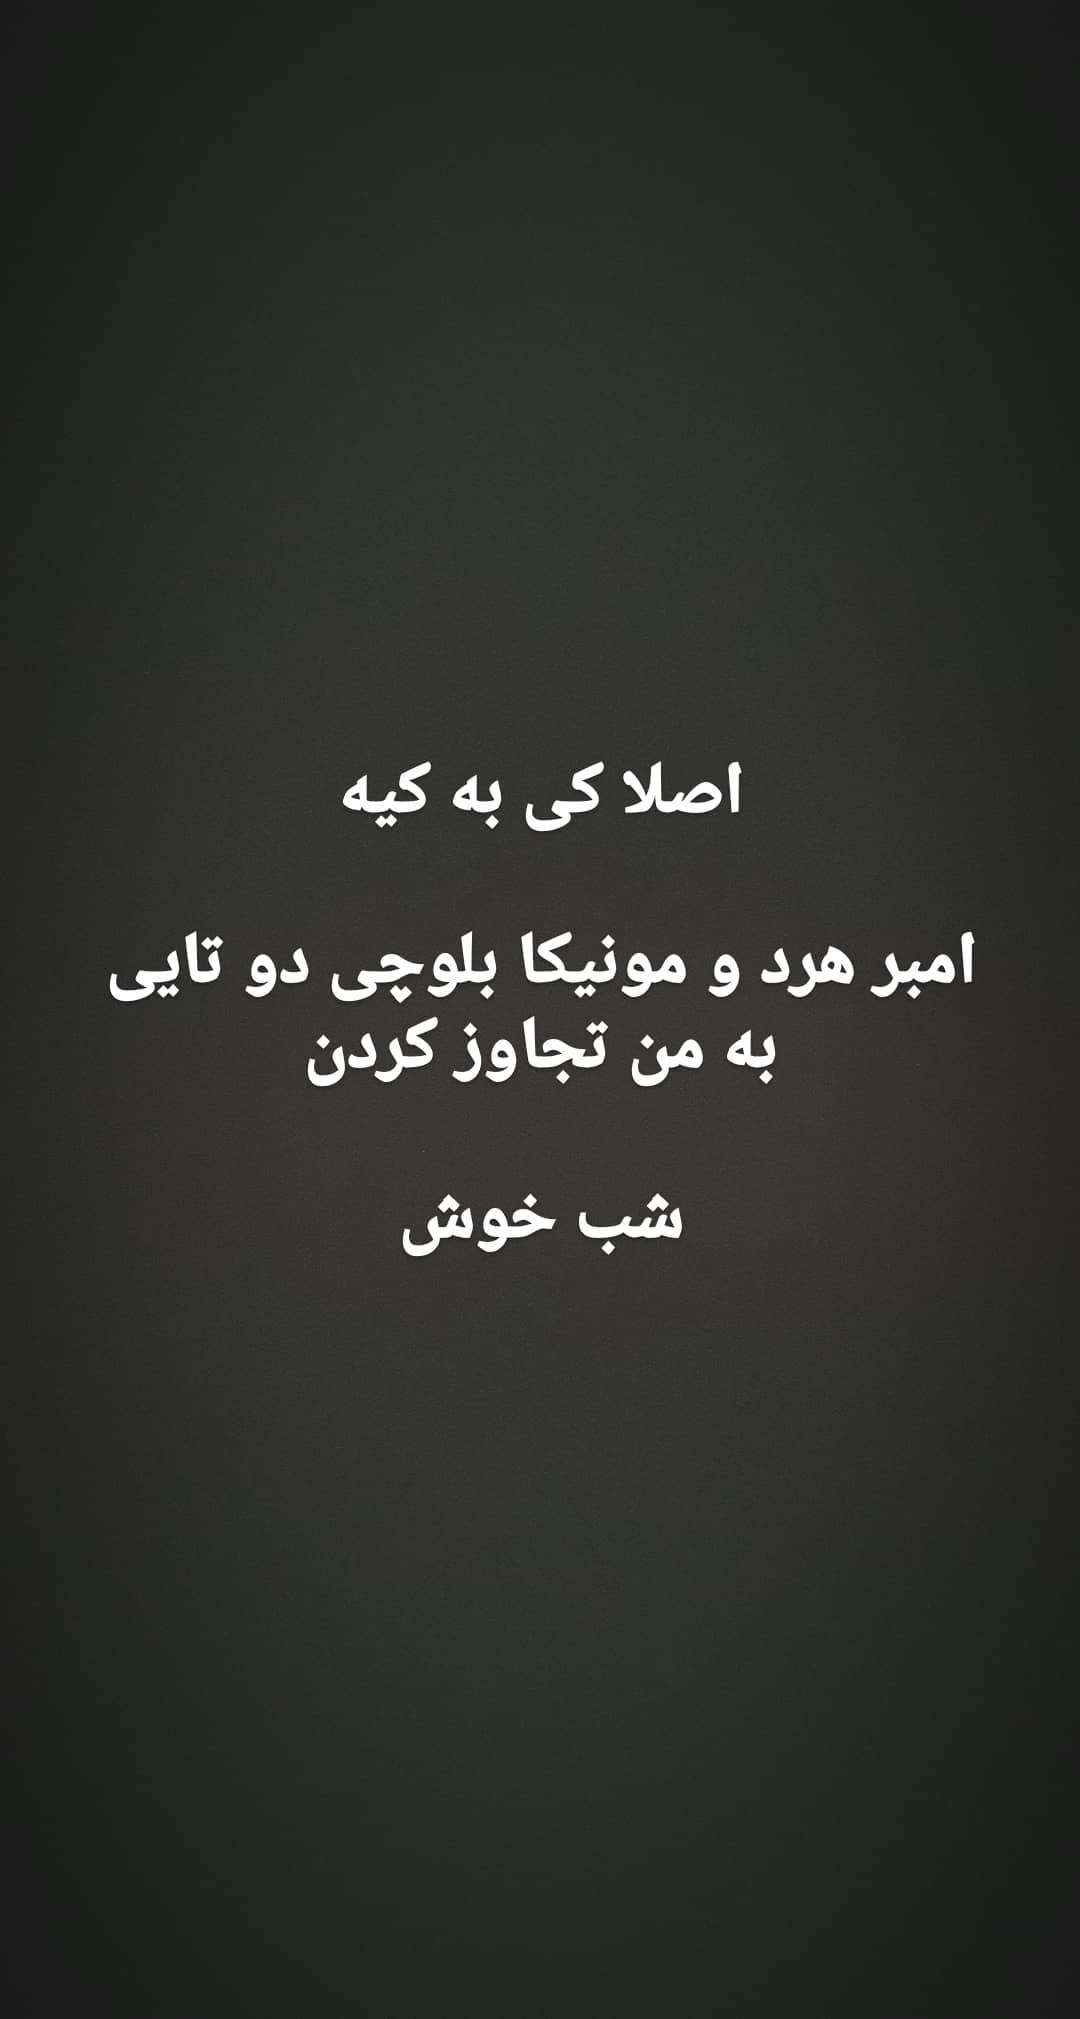 اصلا کی به کیه
امبر هرد و مونیکا بلوچی دو تایی
به من تجاوز کردن
شب خوش